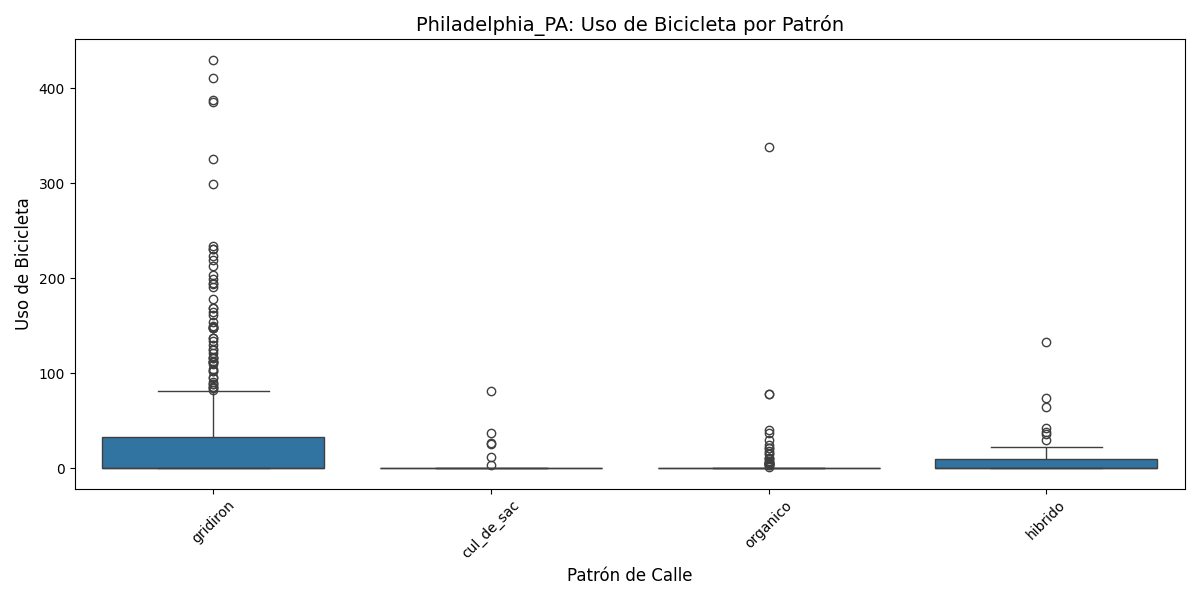 Philadelphia_PA: Uso de Bicicleta por Patrón
Uso de Bicicleta
400
300
200
100
0
gridiron
cul_de_sac
organico
hibrido
Patrón de Calle